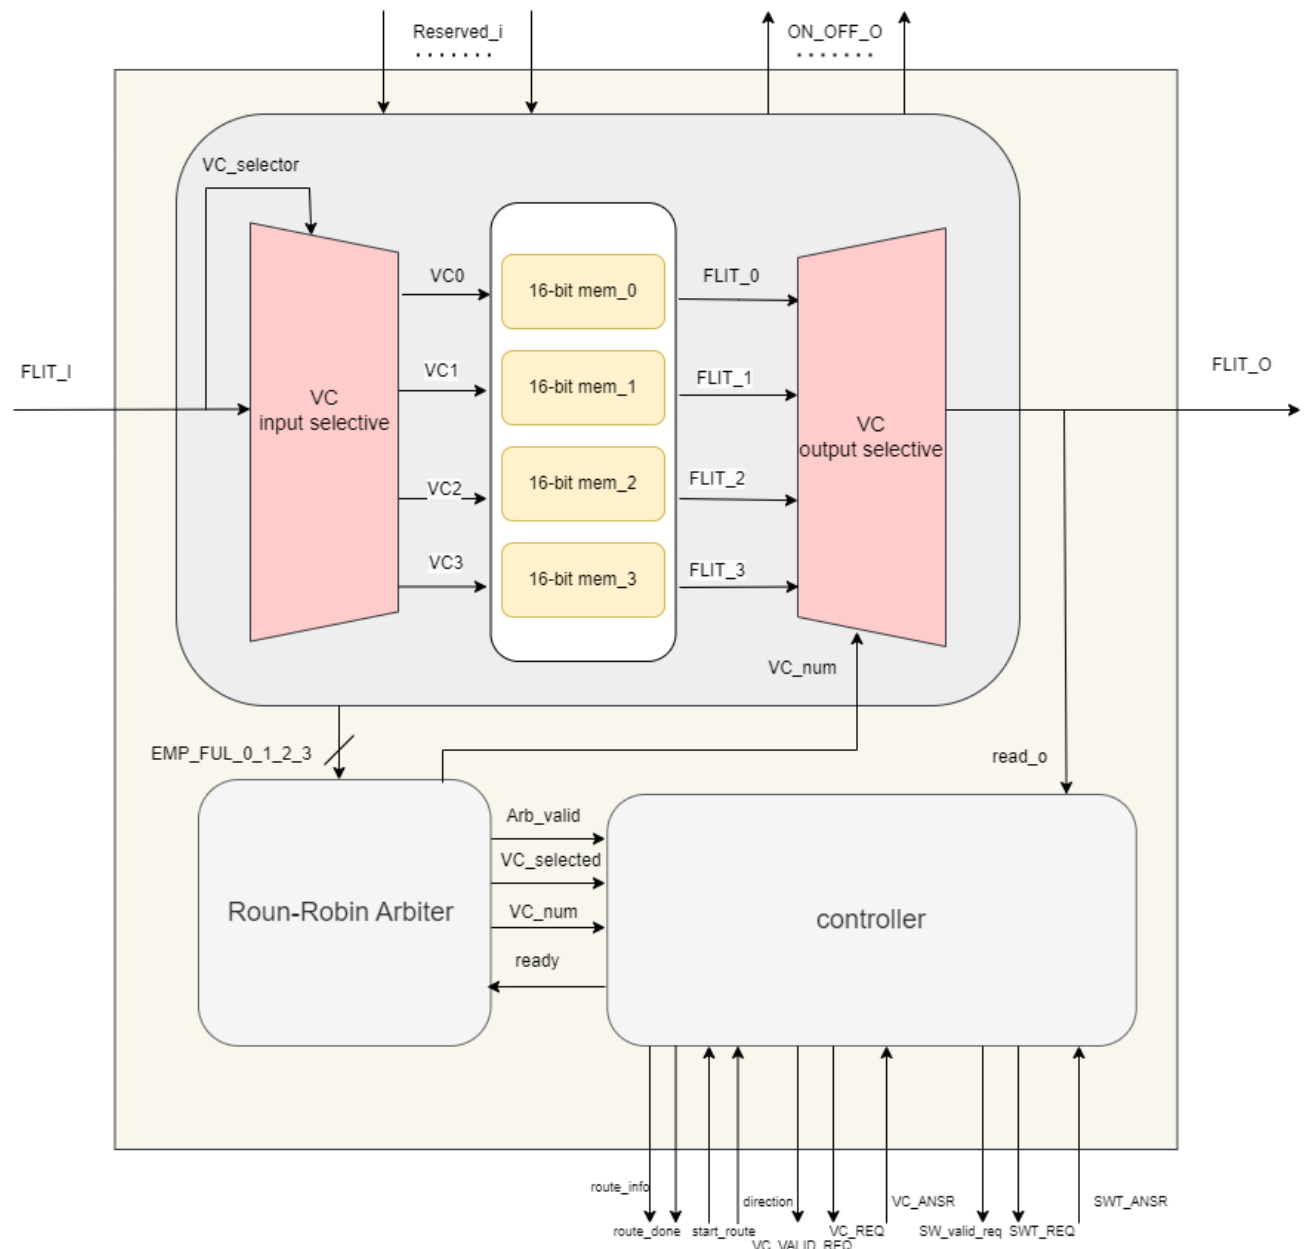 Reserved_i
ON_OFF_O
VC_selector
VC0
16-bit mem_0
FLIT_0
FLIT_I
VC1
16-bit mem_1
FLIT_1
FLIT_O
VC
input selective
VC
output selective
VC2
16-bit mem_2
FLIT_2
VC3
16-bit mem_3
FLIT_3
VC_num
EMP_FUL_0_1_2_3
read_o
Arb_valid
VC_selected
Roun-Robin Arbiter
VC_num
controller
ready
route_info
direction
VC_ANSR
SWT_ANSR
route_done
start_route
VC_REQ
SW_valid_req
SWT_REQ
VC_VALID_REQ